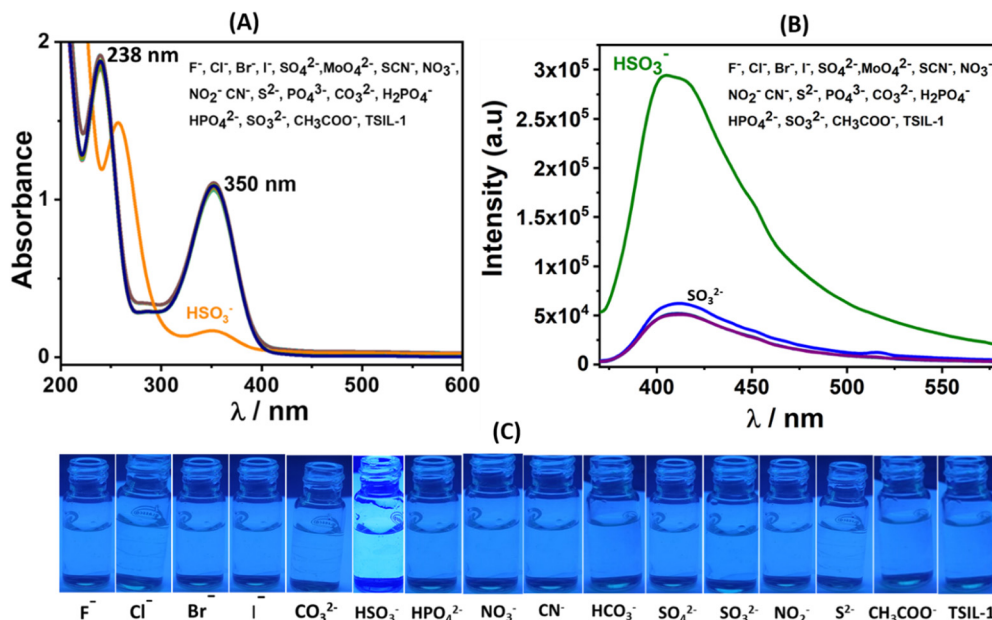 (A)
2
238 nm
F⁻, Cl⁻, Br⁻, I⁻, SO₄²⁻,MoO₄²⁻, SCN⁻, NO₃⁻,
NO₂⁻ CN⁻, S²⁻, PO₄³⁻, CO₃²⁻, H₂PO₄⁻
HPO₄²⁻, SO₃²⁻, CH₃COO⁻, TSIL-1
350 nm
1
HSO₃⁻
0
200 300 400 500 600
Absorbance
λ / nm
(B)
HSO₃⁻
F⁻, Cl⁻, Br⁻, I⁻, SO₄²⁻,MoO₄²⁻, SCN⁻, NO₃⁻
NO₂⁻ CN⁻, S²⁻, PO₄³⁻, CO₃²⁻, H₂PO₄⁻
HPO₄²⁻, SO₃²⁻, CH₃COO⁻, TSIL-1
3x10⁵
2.5x10⁵
2x10⁵
1.5x10⁵
1x10⁵
5x10⁴
0
SO₃²⁻
400 450 500 550
Intensity (a.u)
λ / nm
(C)
F⁻ Cl⁻ Br⁻ I⁻ CO₃²⁻ HSO₃⁻ HPO₄²⁻ NO₃⁻ CN⁻ HCO₃⁻ SO₄²⁻ SO₃²⁻ NO₂⁻ S²⁻ CH₃COO⁻ TSIL-1